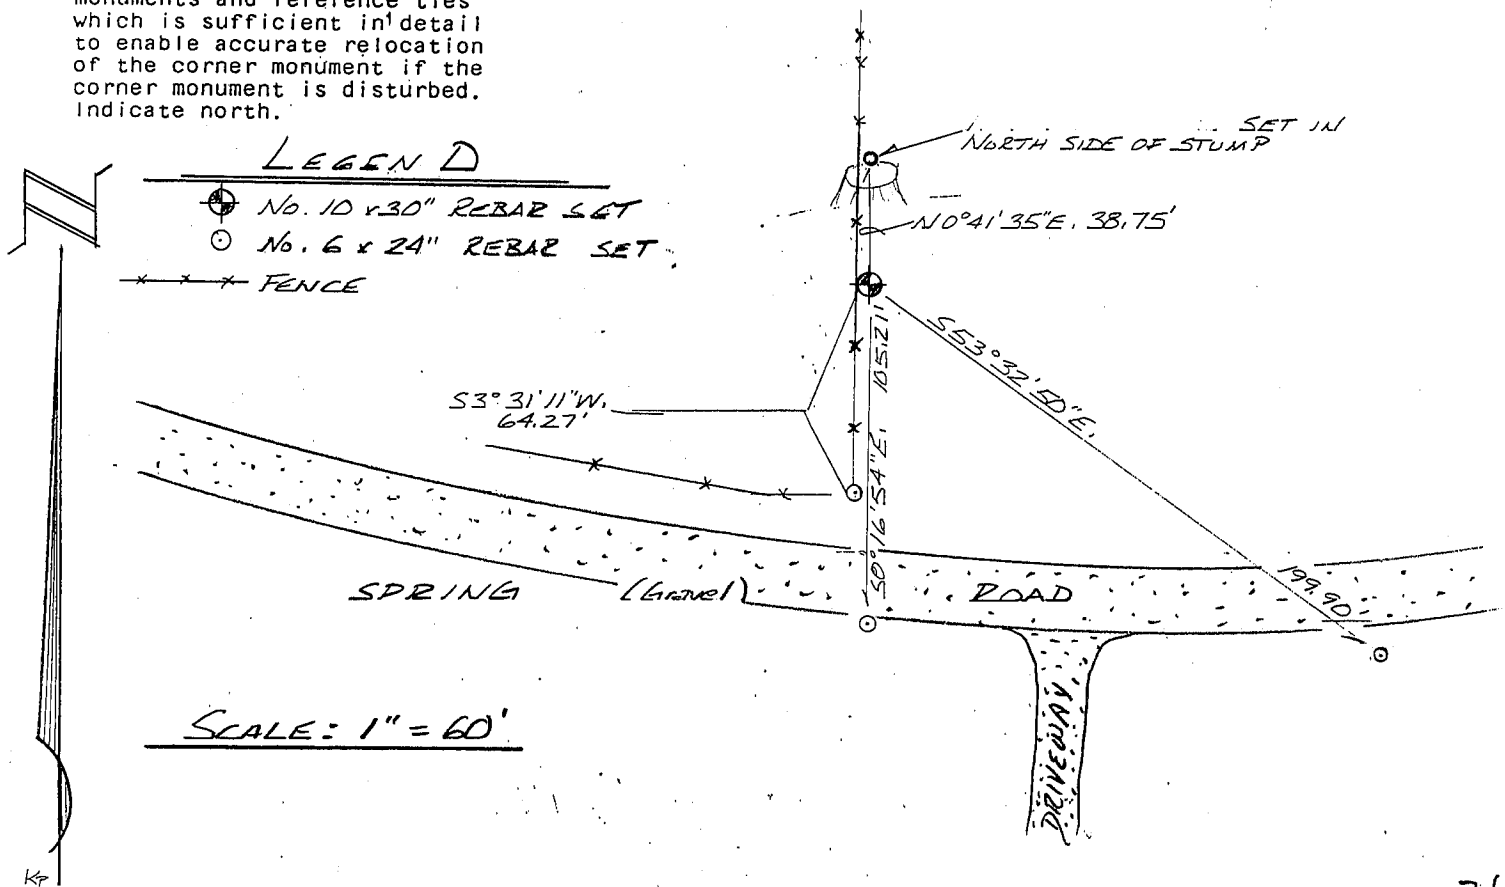 monuments and reference ties
which is sufficient in detail
to enable accurate relocation
of the corner monument if the
corner monument is disturbed.
Indicate north.
LEGEND
No. 10 x 30" REBAR SET
No. 6 x 24" REBAR SET
FENCE
SET IN
NORTH SIDE OF STUMP
N0°41'35"E. 38.75'
S53°32'50"E.
199.90'
S3°31'11"W.
64.27'
S0°16'54"E. 105.21'
SPRING (Gravel) ROAD
DRIVEWAY
SCALE: 1" = 60'